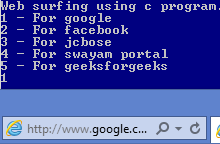 Web surfing using c program.
1 - For google
2 - For facebook
3 - For jcbose
4 - For swayam portal
5 - For geeksforgeeks
1
http://www.google.c...